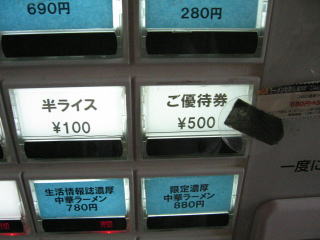 690円
280円
半ライス
¥100
ご優待券
¥500
生活情報誌濃厚
中華ラーメン
780円
限定濃厚
中華ラーメン
880円
一度に